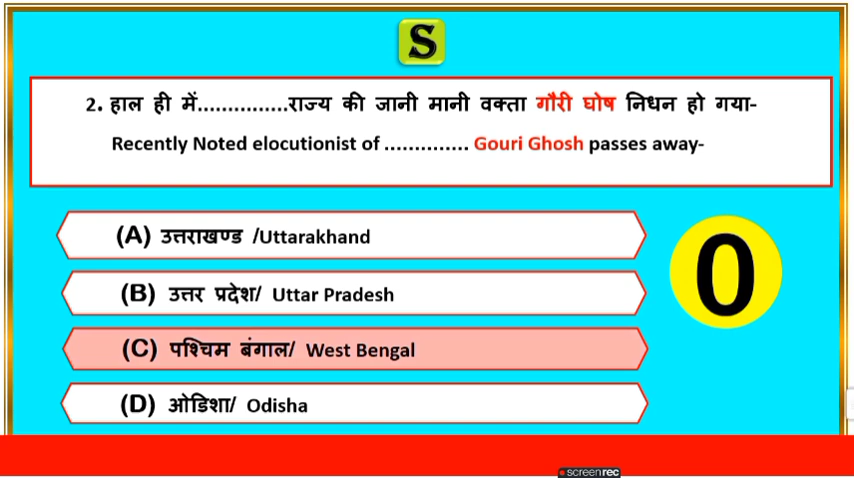 S
2. हाल ही में...............राज्य की जानी मानी वक्ता गौरी घोष निधन हो गया-
Recently Noted elocutionist of .............. Gouri Ghosh passes away-
(A) उत्तराखण्ड /Uttarakhand
(B) उत्तर प्रदेश/ Uttar Pradesh
0
(C) पश्चिम बंगाल/ West Bengal
(D) ओडिशा/ Odisha
screenrec